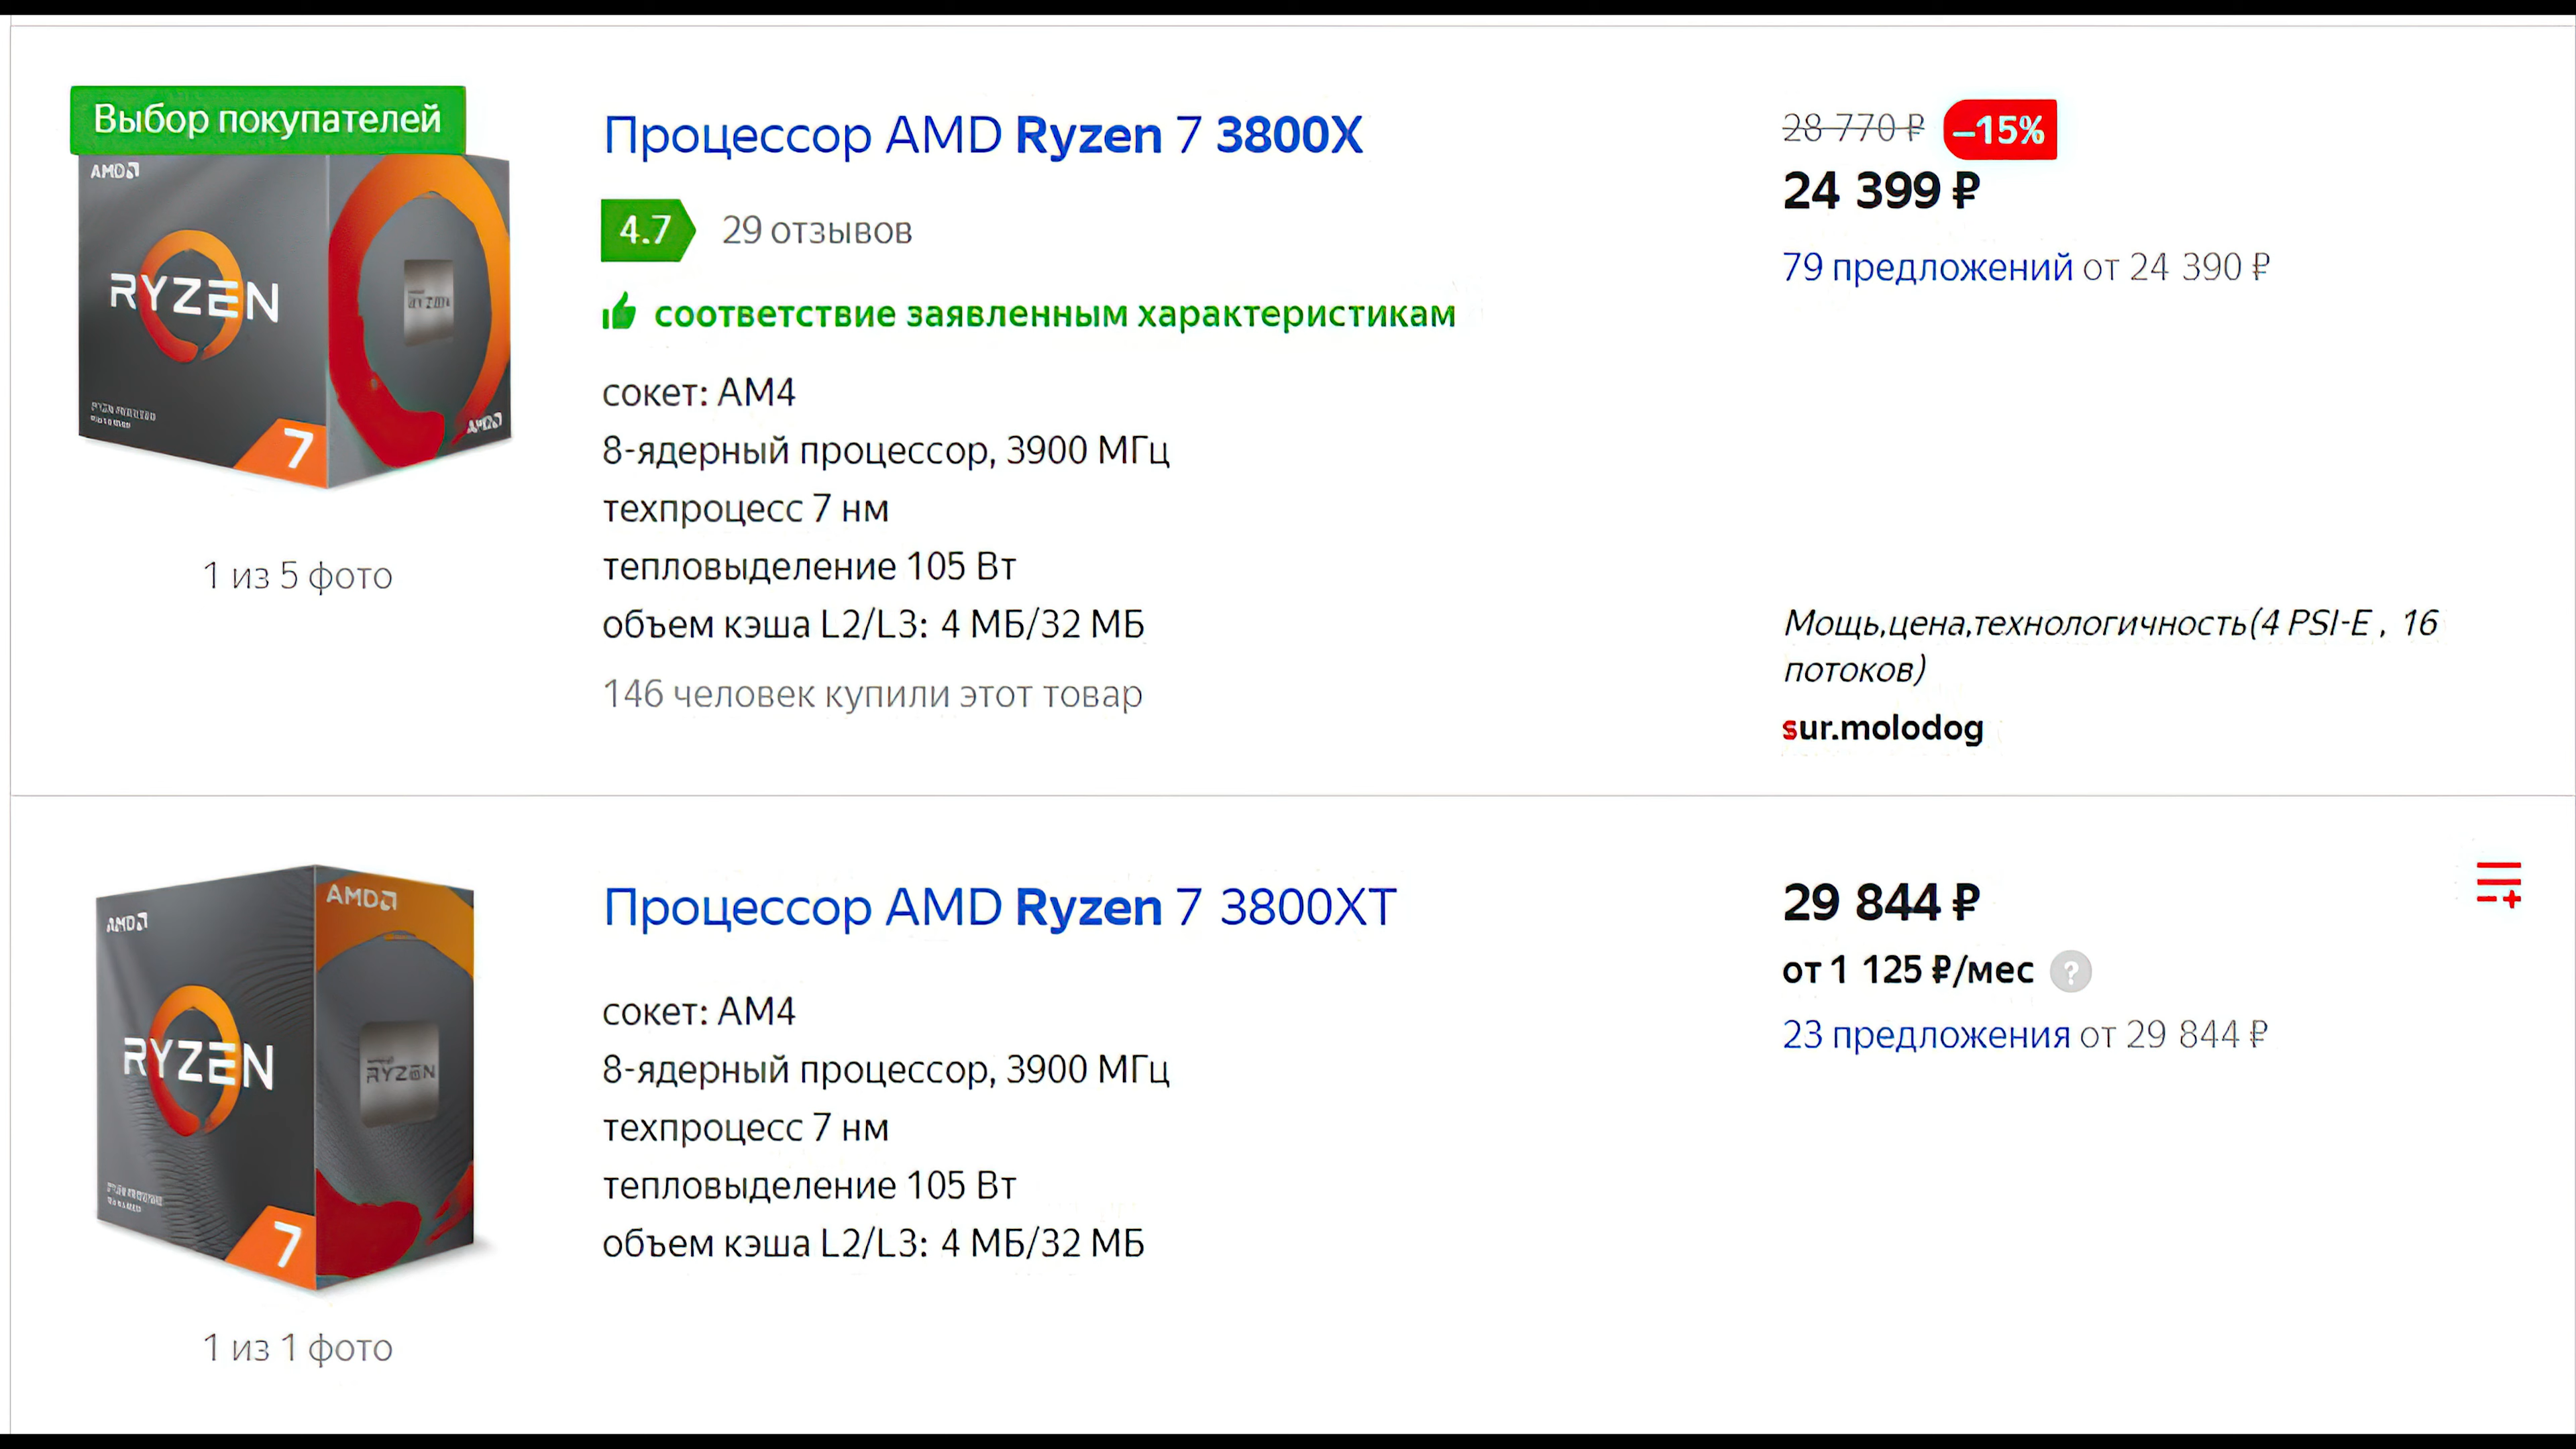 Выбор покупателей
AMD
RYZEN
7
AMD
1 из 5 фото
Процессор AMD Ryzen 7 3800X
4.7 29 отзывов
соответствие заявленным характеристикам
сокет: AM4
8-ядерный процессор, 3900 МГц
техпроцесс 7 нм
тепловыделение 105 Вт
объем кэша L2/L3: 4 МБ/32 МБ
146 человек купили этот товар
28 770 ₽ –15%
24 399 ₽
79 предложений от 24 390 ₽
Мощь,цена,технологичность(4 PSI-E , 16
потоков)
sur.molodog
AMD
AMD
RYZEN
RYZEN
7
1 из 1 фото
Процессор AMD Ryzen 7 3800XT
сокет: AM4
8-ядерный процессор, 3900 МГц
техпроцесс 7 нм
тепловыделение 105 Вт
объем кэша L2/L3: 4 МБ/32 МБ
29 844 ₽
от 1 125 ₽/мес ?
23 предложения от 29 844 ₽